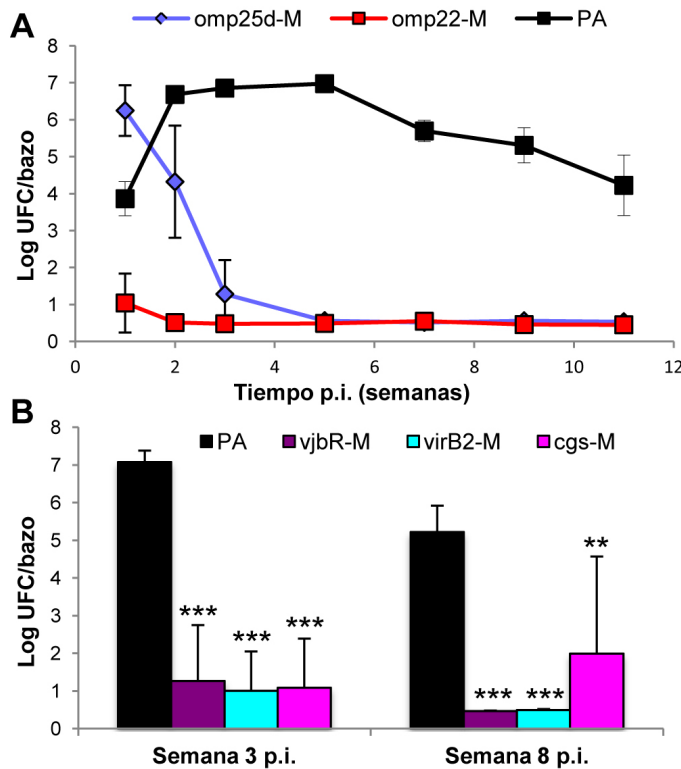 A
omp25d-M omp22-M PA
Log UFC/bazo
8
7
6
5
4
3
2
1
0
0 2 4 6 8 10 12
Tiempo p.i. (semanas)
B
PA vjbR-M virB2-M cgs-M
Log UFC/bazo
8
7
6
5
4
3
2
1
0
*** *** ***
*** *** **
Semana 3 p.i. Semana 8 p.i.